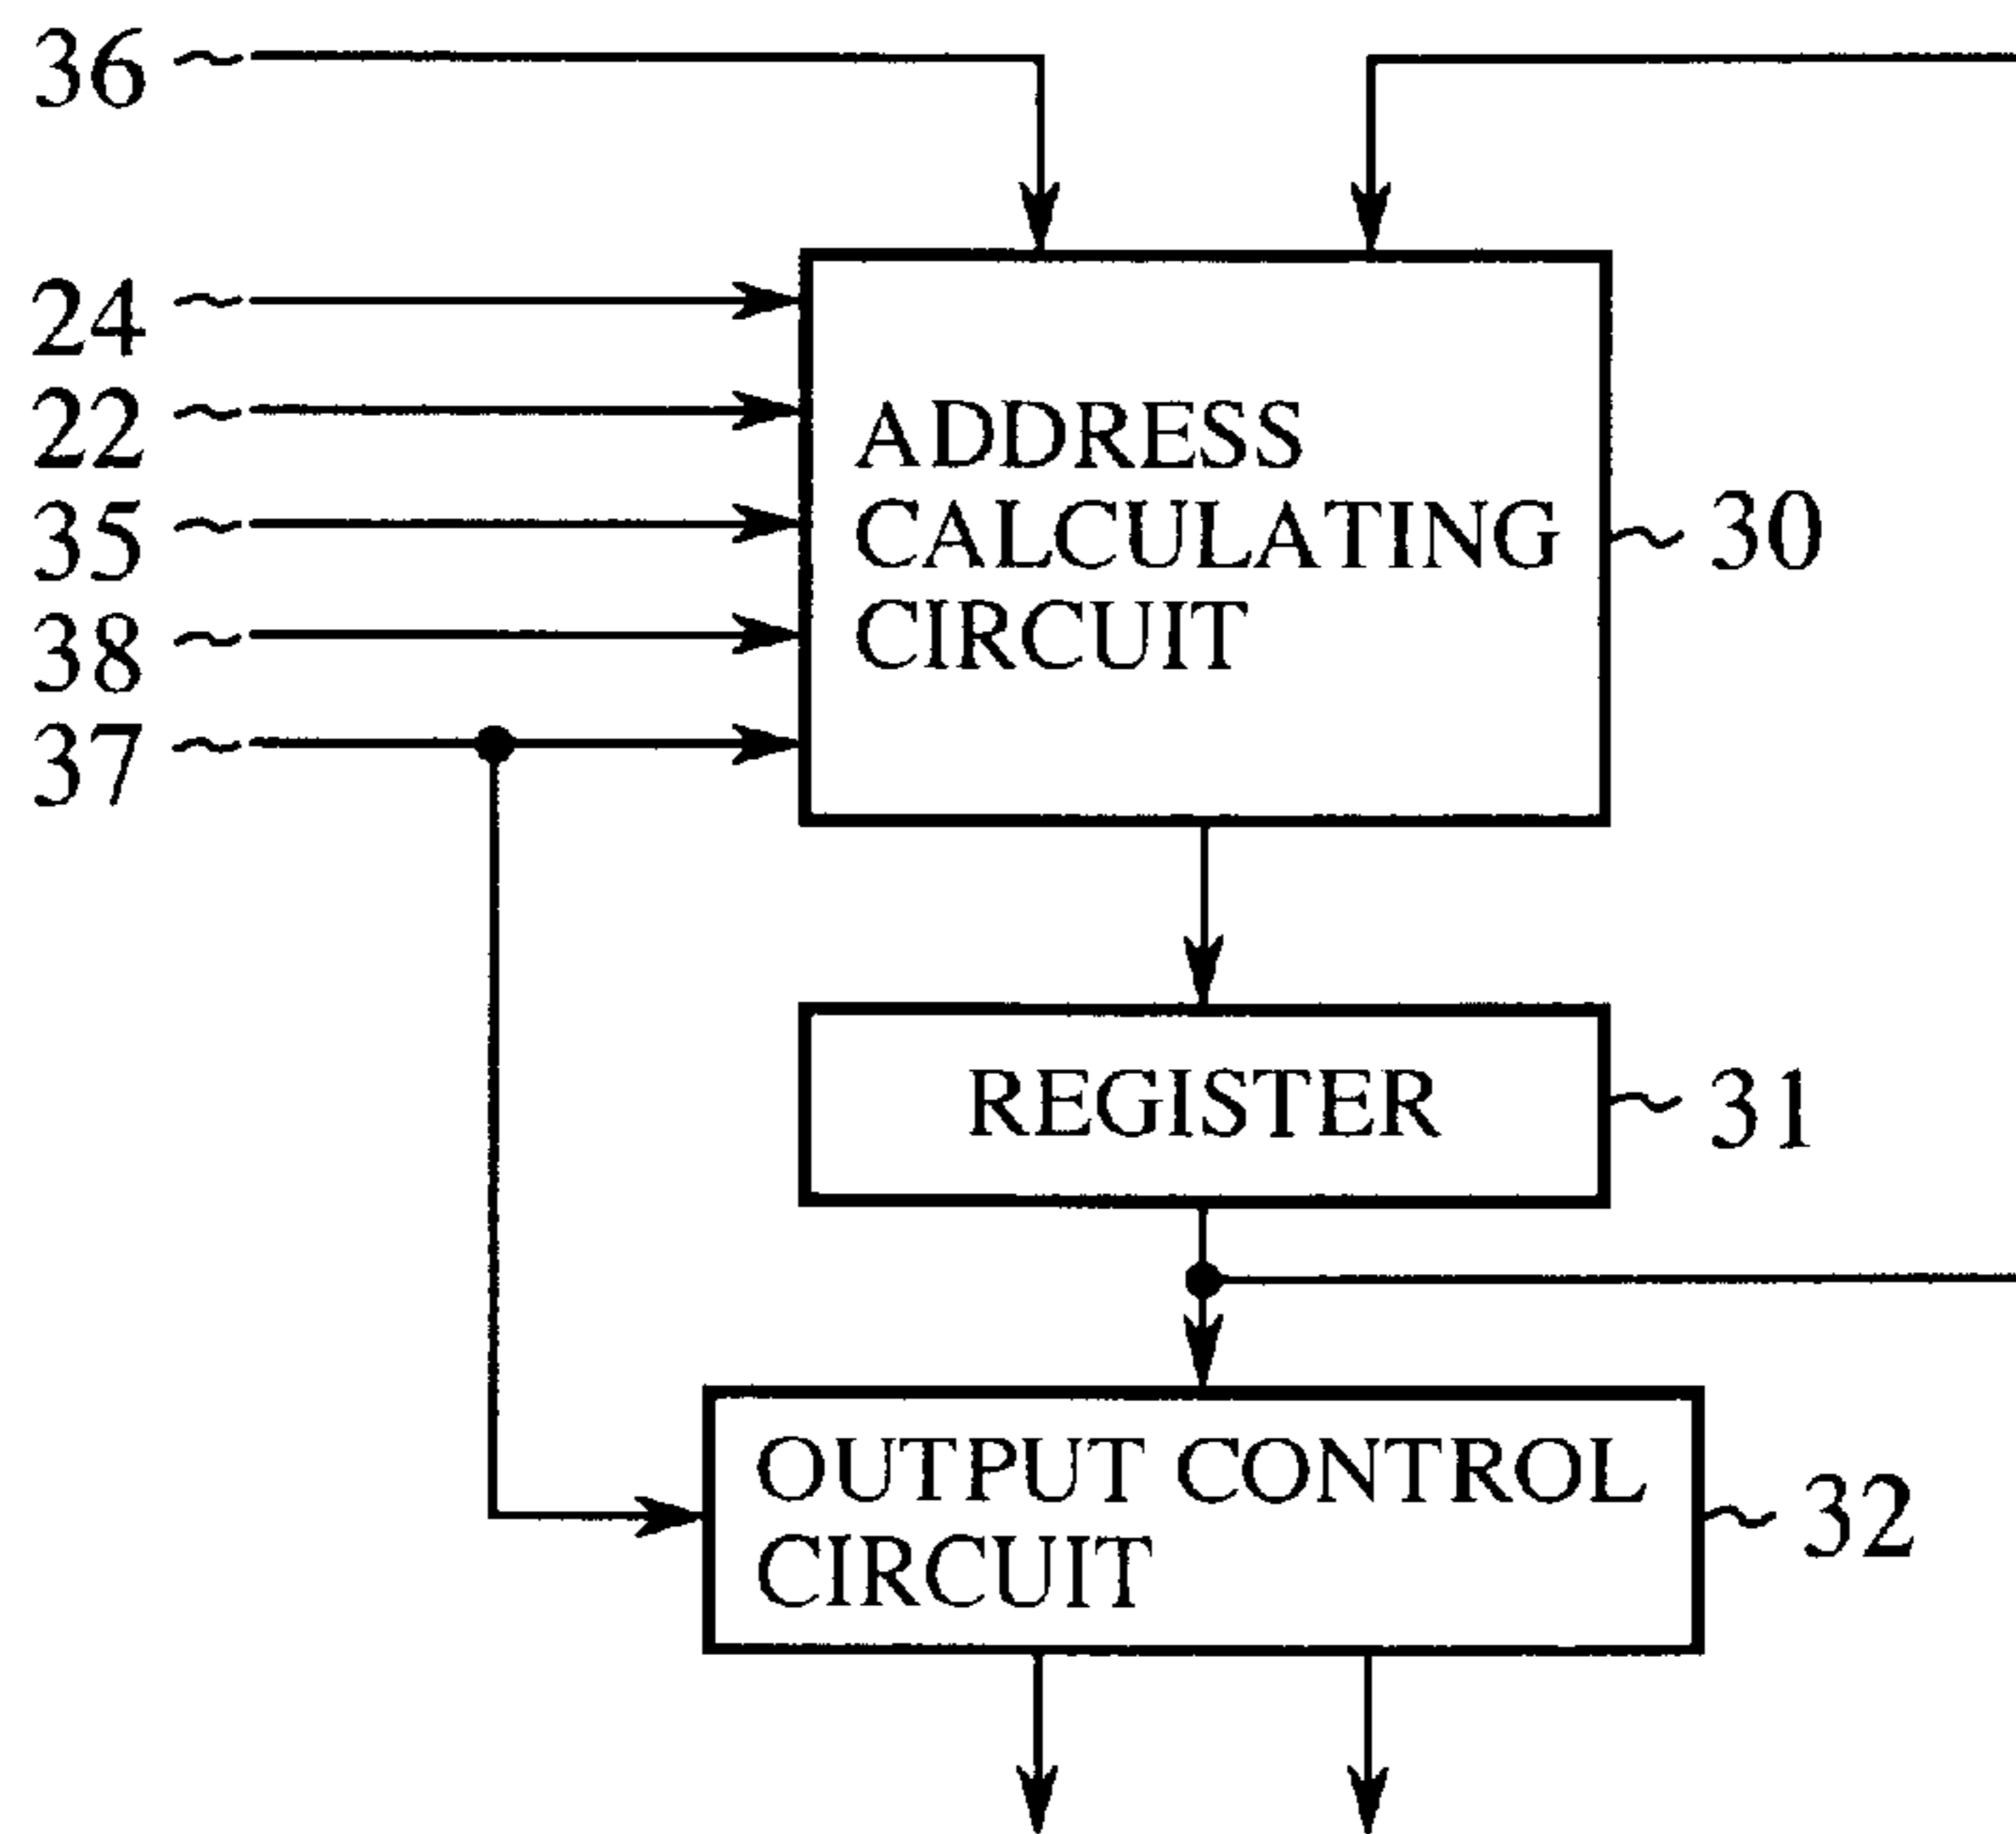 36
24
22
35
38
37
ADDRESS
CALCULATING
CIRCUIT
30
REGISTER
31
OUTPUT CONTROL
CIRCUIT
32